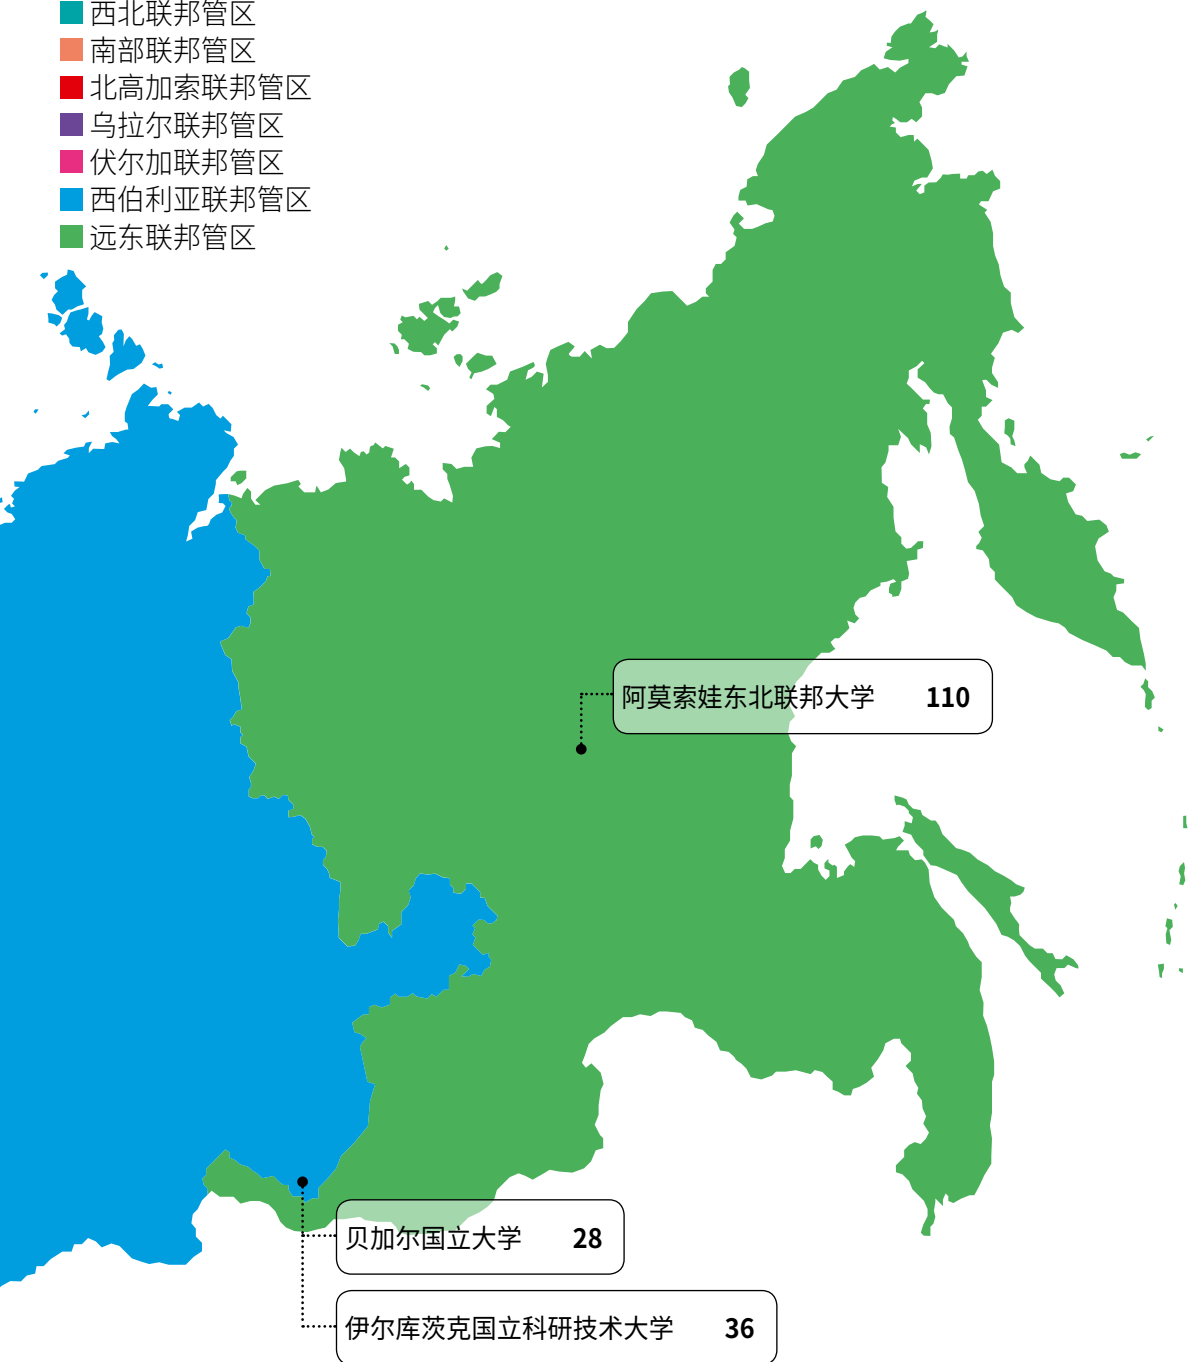 西北联邦管区
南部联邦管区
北高加索联邦管区
乌拉尔联邦管区
伏尔加联邦管区
西伯利亚联邦管区
远东联邦管区
阿莫索娃东北联邦大学 110
贝加尔国立大学 28
伊尔库茨克国立科研技术大学 36